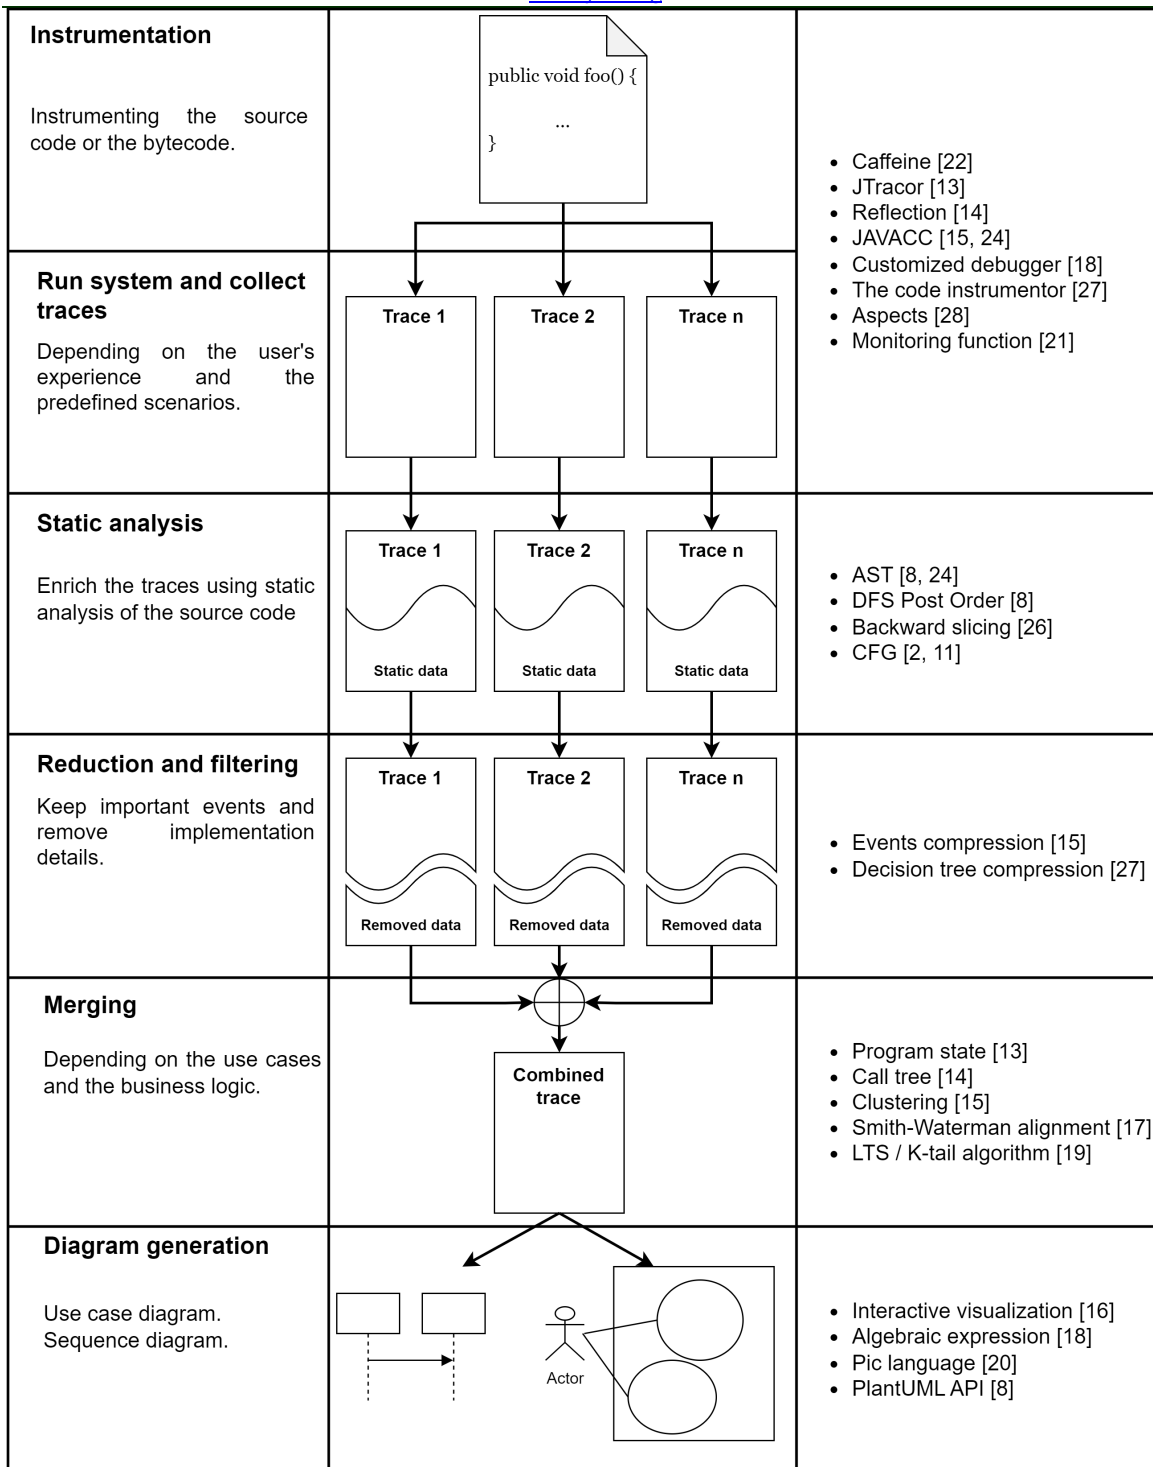 Instrumentation
Instrumenting the source
code or the bytecode.
public void foo() {
...
}
• Caffeine [22]
• JTracor [13]
• Reflection [14]
• JAVACC [15, 24]
• Customized debugger [18]
• The code instrumentor [27]
• Aspects [28]
• Monitoring function [21]
Run system and collect
traces
Depending on the user's
experience and the
predefined scenarios.
Trace 1
Trace 2
Trace n
Static analysis
Enrich the traces using static
analysis of the source code
Trace 1
Trace 2
Trace n
Static data
Static data
Static data
• AST [8, 24]
• DFS Post Order [8]
• Backward slicing [26]
• CFG [2, 11]
Reduction and filtering
Keep important events and
remove implementation
details.
Trace 1
Trace 2
Trace n
Removed data
Removed data
Removed data
• Events compression [15]
• Decision tree compression [27]
Merging
Depending on the use cases
and the business logic.
Combined
trace
• Program state [13]
• Call tree [14]
• Clustering [15]
• Smith-Waterman alignment [17]
• LTS / K-tail algorithm [19]
Diagram generation
Use case diagram.
Sequence diagram.
Actor
• Interactive visualization [16]
• Algebraic expression [18]
• Pic language [20]
• PlantUML API [8]